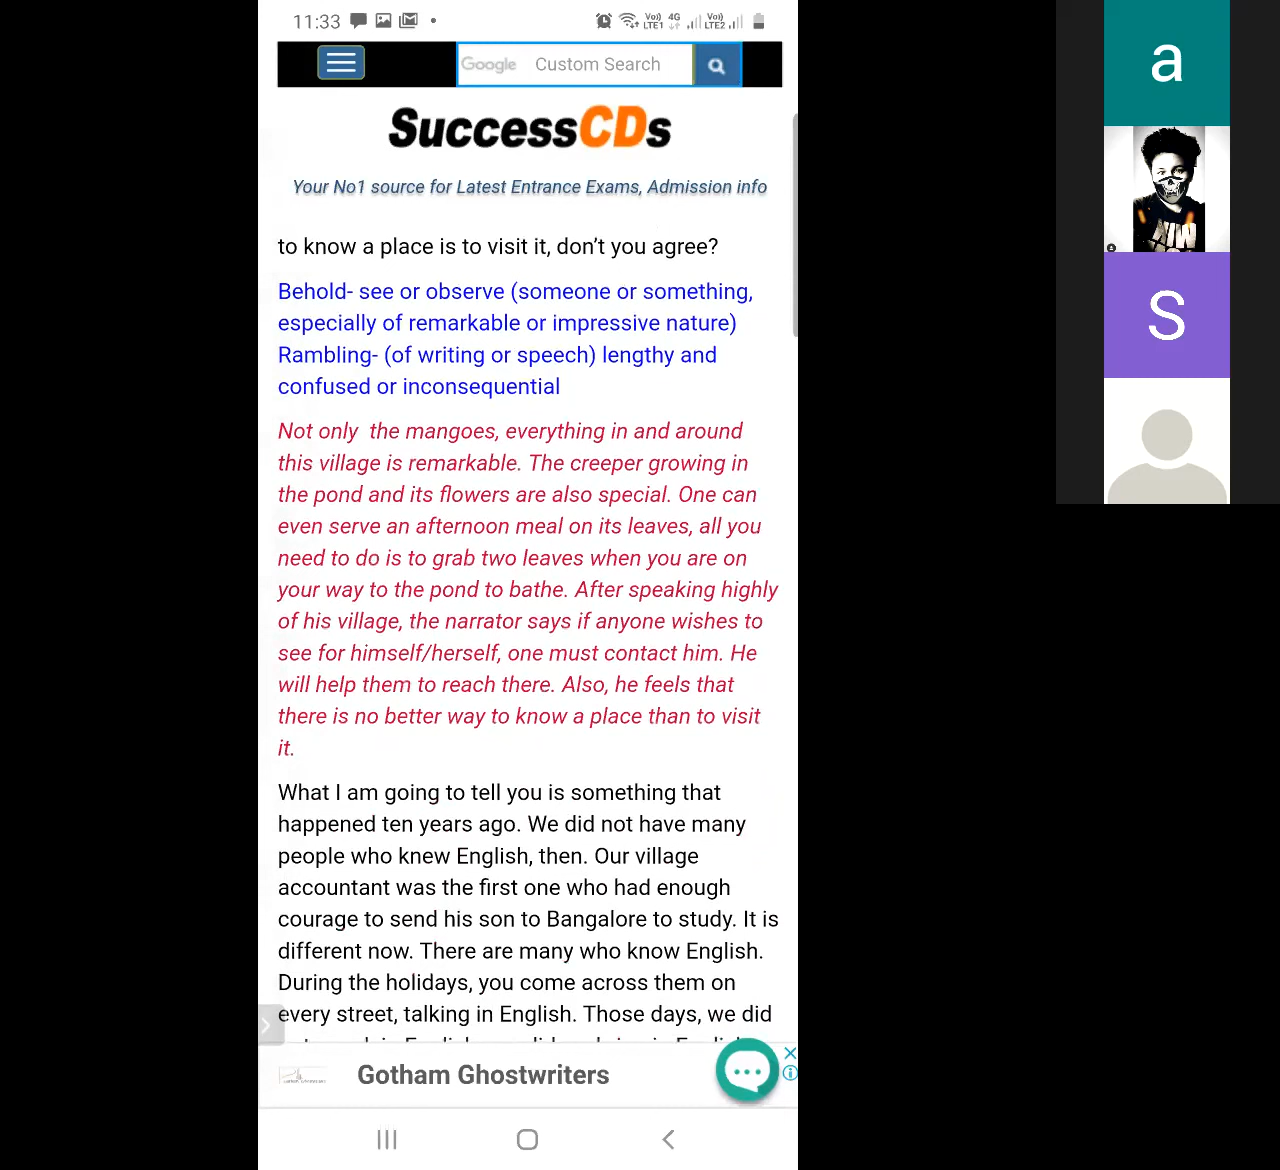 11:33
Vo) LTE1 4G Vo) LTE2
Google Custom Search
SuccessCDs
Your No1 source for Latest Entrance Exams, Admission info
to know a place is to visit it, don’t you agree?
Behold- see or observe (someone or something,
especially of remarkable or impressive nature)
Rambling- (of writing or speech) lengthy and
confused or inconsequential
Not only  the mangoes, everything in and around
this village is remarkable. The creeper growing in
the pond and its flowers are also special. One can
even serve an afternoon meal on its leaves, all you
need to do is to grab two leaves when you are on
your way to the pond to bathe. After speaking highly
of his village, the narrator says if anyone wishes to
see for himself/herself, one must contact him. He
will help them to reach there. Also, he feels that
there is no better way to know a place than to visit
it.
What I am going to tell you is something that
happened ten years ago. We did not have many
people who knew English, then. Our village
accountant was the first one who had enough
courage to send his son to Bangalore to study. It is
different now. There are many who know English.
During the holidays, you come across them on
every street, talking in English. Those days, we did
Gotham Ghostwriters
a
S